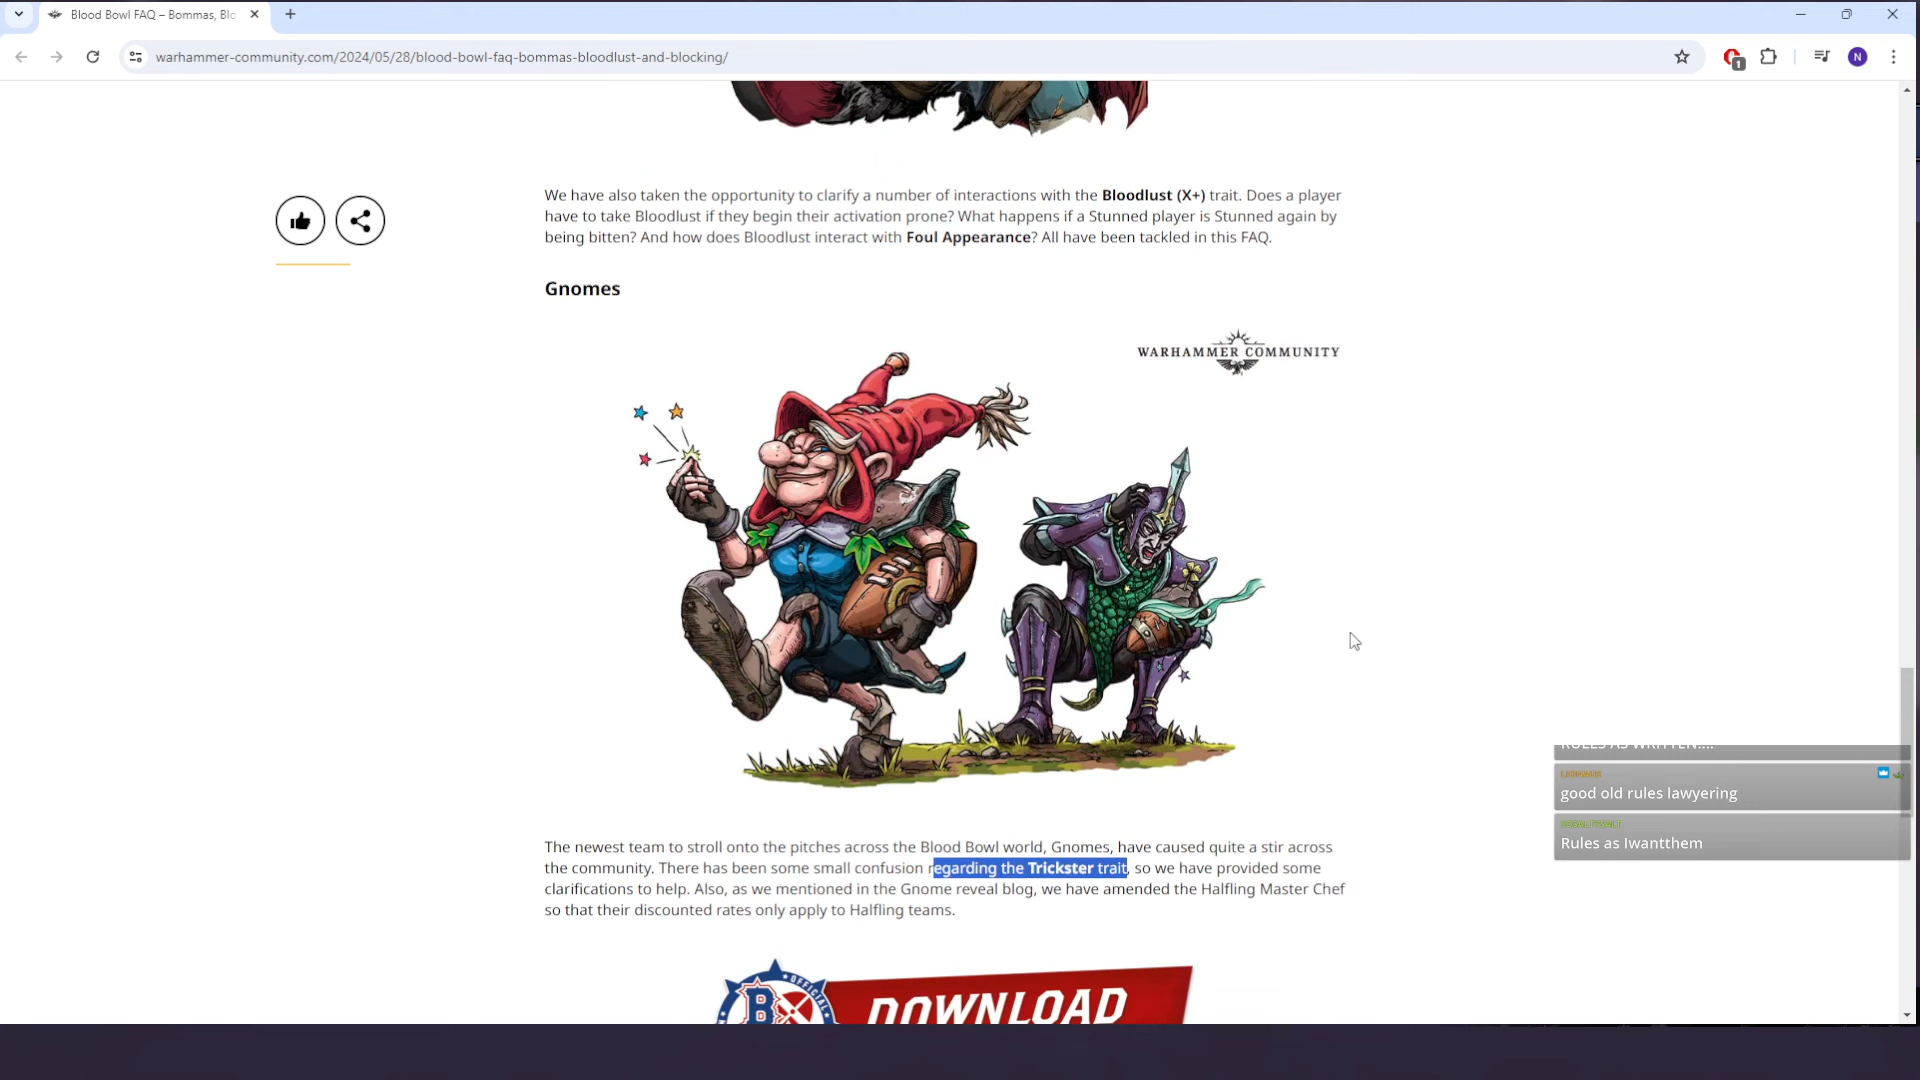 Blood Bowl FAQ – Bommas, Blo
warhammer-community.com/2024/05/28/blood-bowl-faq-bommas-bloodlust-and-blocking/
1
N
We have also taken the opportunity to clarify a number of interactions with the Bloodlust (X+) trait. Does a player
have to take Bloodlust if they begin their activation prone? What happens if a Stunned player is Stunned again by
being bitten? And how does Bloodlust interact with Foul Appearance? All have been tackled in this FAQ.
Gnomes
WARHAMMER COMMUNITY
RULES AS WRITTEN....
good old rules lawyering
Rules as Iwantthem
The newest team to stroll onto the pitches across the Blood Bowl world, Gnomes, have caused quite a stir across
the community. There has been some small confusion regarding the Trickster trait, so we have provided some
clarifications to help. Also, as we mentioned in the Gnome reveal blog, we have amended the Halfling Master Chef
so that their discounted rates only apply to Halfling teams.
OFFICIAL
B
DOWNLOAD